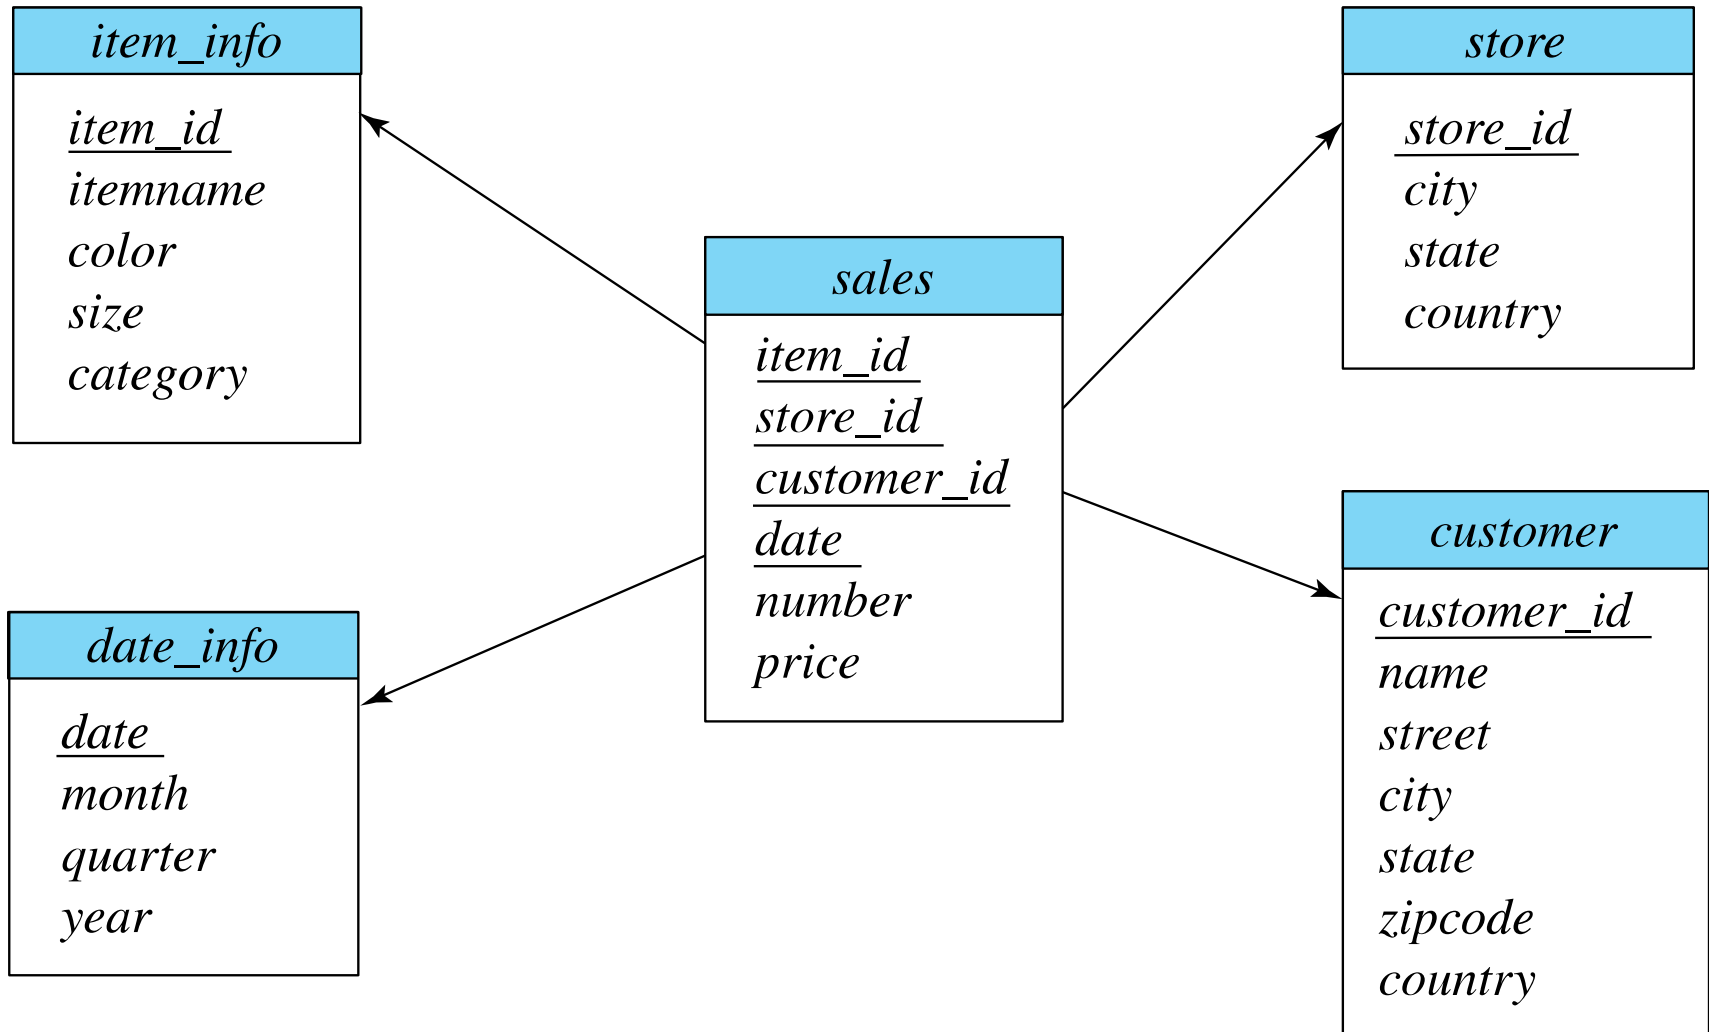 item_info
item_id
itemname
color
size
category
store
store_id
city
state
country
sales
item_id
store_id
customer_id
date
number
price
date_info
date
month
quarter
year
customer
customer_id
name
street
city
state
zipcode
country